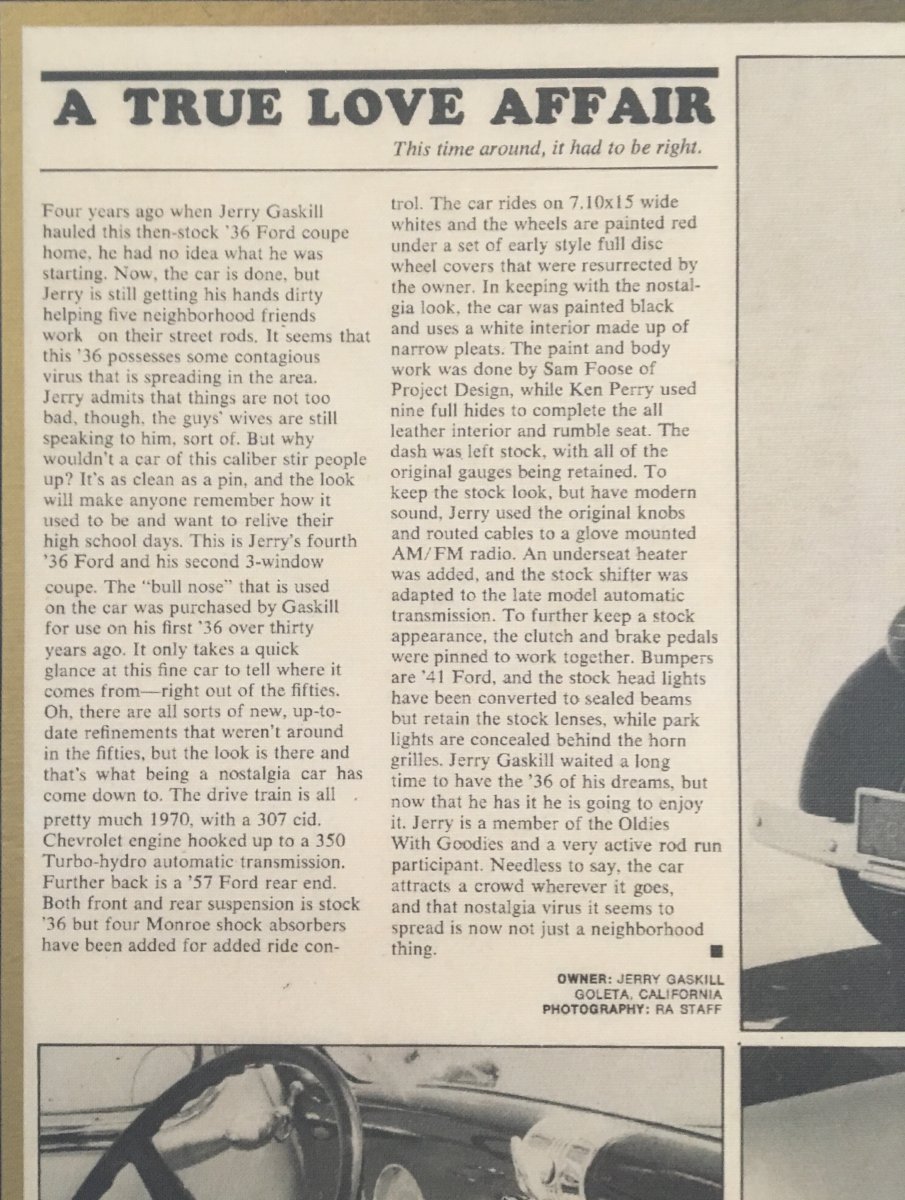 A TRUE LOVE AFFAIR
This time around, it had to be right.
Four years ago when Jerry Gaskill
hauled this then-stock '36 Ford coupe
home, he had no idea what he was
starting. Now, the car is done, but
Jerry is still getting his hands dirty
helping five neighborhood friends
work on their street rods. It seems that
this '36 possesses some contagious
virus that is spreading in the area.
Jerry admits that things are not too
bad, though, the guys' wives are still
speaking to him, sort of. But why
wouldn't a car of this caliber stir people
up? It's as clean as a pin, and the look
will make anyone remember how it
used to be and want to relive their
high school days. This is Jerry's fourth
'36 Ford and his second 3-window
coupe. The “bull nose” that is used
on the car was purchased by Gaskill
for use on his first '36 over thirty
years ago. It only takes a quick
glance at this fine car to tell where it
comes from—right out of the fifties.
Oh, there are all sorts of new, up-to-
date refinements that weren't around
in the fifties, but the look is there and
that's what being a nostalgia car has
come down to. The drive train is all
pretty much 1970, with a 307 cid.
Chevrolet engine hooked up to a 350
Turbo-hydro automatic transmission.
Further back is a '57 Ford rear end.
Both front and rear suspension is stock
'36 but four Monroe shock absorbers
have been added for added ride con-
trol. The car rides on 7.10x15 wide
whites and the wheels are painted red
under a set of early style full disc
wheel covers that were resurrected by
the owner. In keeping with the nostal-
gia look, the car was painted black
and uses a white interior made up of
narrow pleats. The paint and body
work was done by Sam Foose of
Project Design, while Ken Perry used
nine full hides to complete the all
leather interior and rumble seat. The
dash was left stock, with all of the
original gauges being retained. To
keep the stock look, but have modern
sound, Jerry used the original knobs
and routed cables to a glove mounted
AM/FM radio. An underseat heater
was added, and the stock shifter was
adapted to the late model automatic
transmission. To further keep a stock
appearance, the clutch and brake pedals
were pinned to work together. Bumpers
are '41 Ford, and the stock head lights
have been converted to sealed beams
but retain the stock lenses, while park
lights are concealed behind the horn
grilles. Jerry Gaskill waited a long
time to have the '36 of his dreams, but
now that he has it he is going to enjoy
it. Jerry is a member of the Oldies
With Goodies and a very active rod run
participant. Needless to say, the car
attracts a crowd wherever it goes,
and that nostalgia virus it seems to
spread is now not just a neighborhood
thing.
OWNER: JERRY GASKILL
GOLETA, CALIFORNIA
PHOTOGRAPHY: RA STAFF